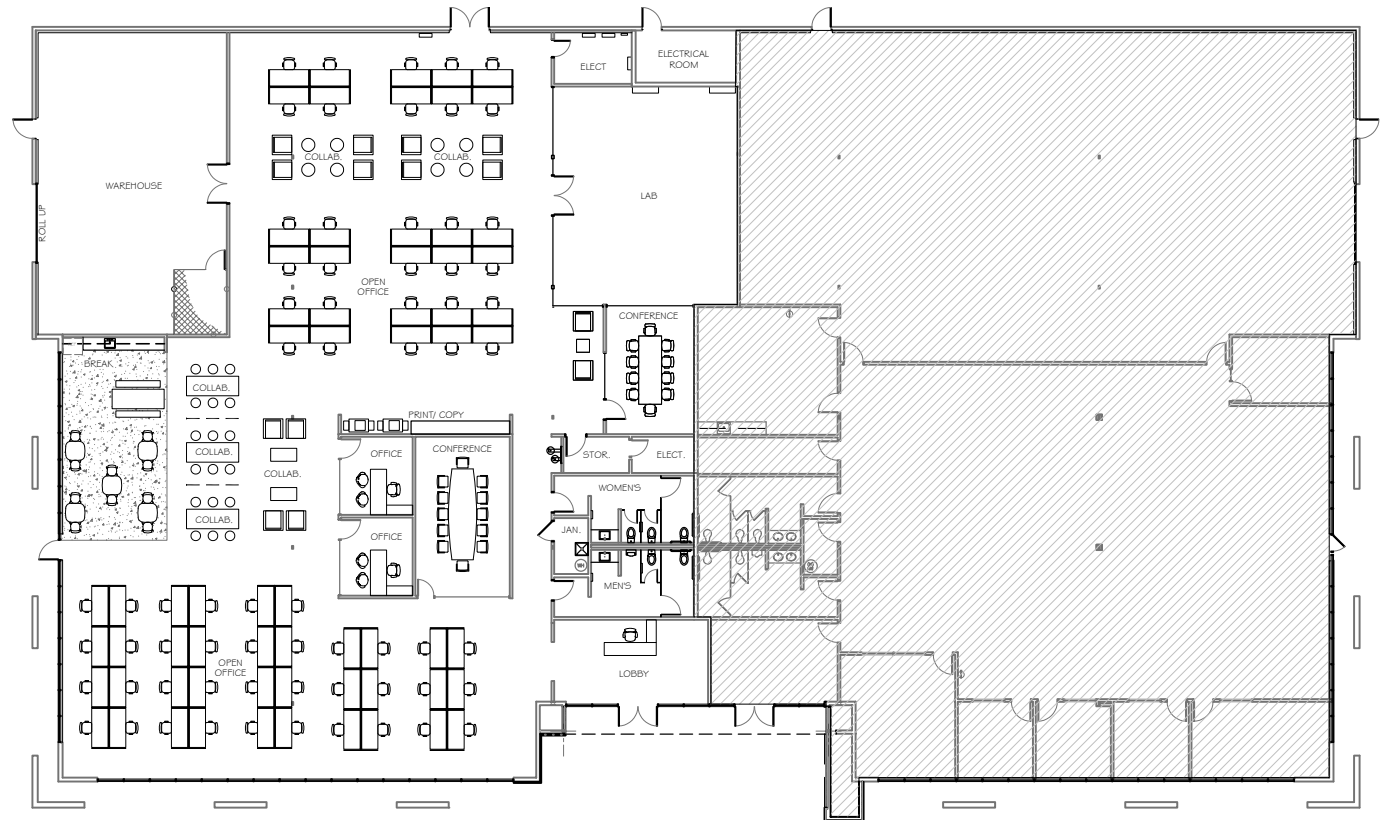 ELECTRICAL
ROOM
ELECT
COLLAB.
COLLAB.
WAREHOUSE
LAB
ROLL UP
OPEN
OFFICE
CONFERENCE
BREAK
COLLAB.
PRINT/ COPY
OFFICE
CONFERENCE
COLLAB.
STOR.
ELECT.
COLLAB.
WOMEN'S
COLLAB.
JAN.
OFFICE
WH
MEN'S
OPEN
OFFICE
LOBBY